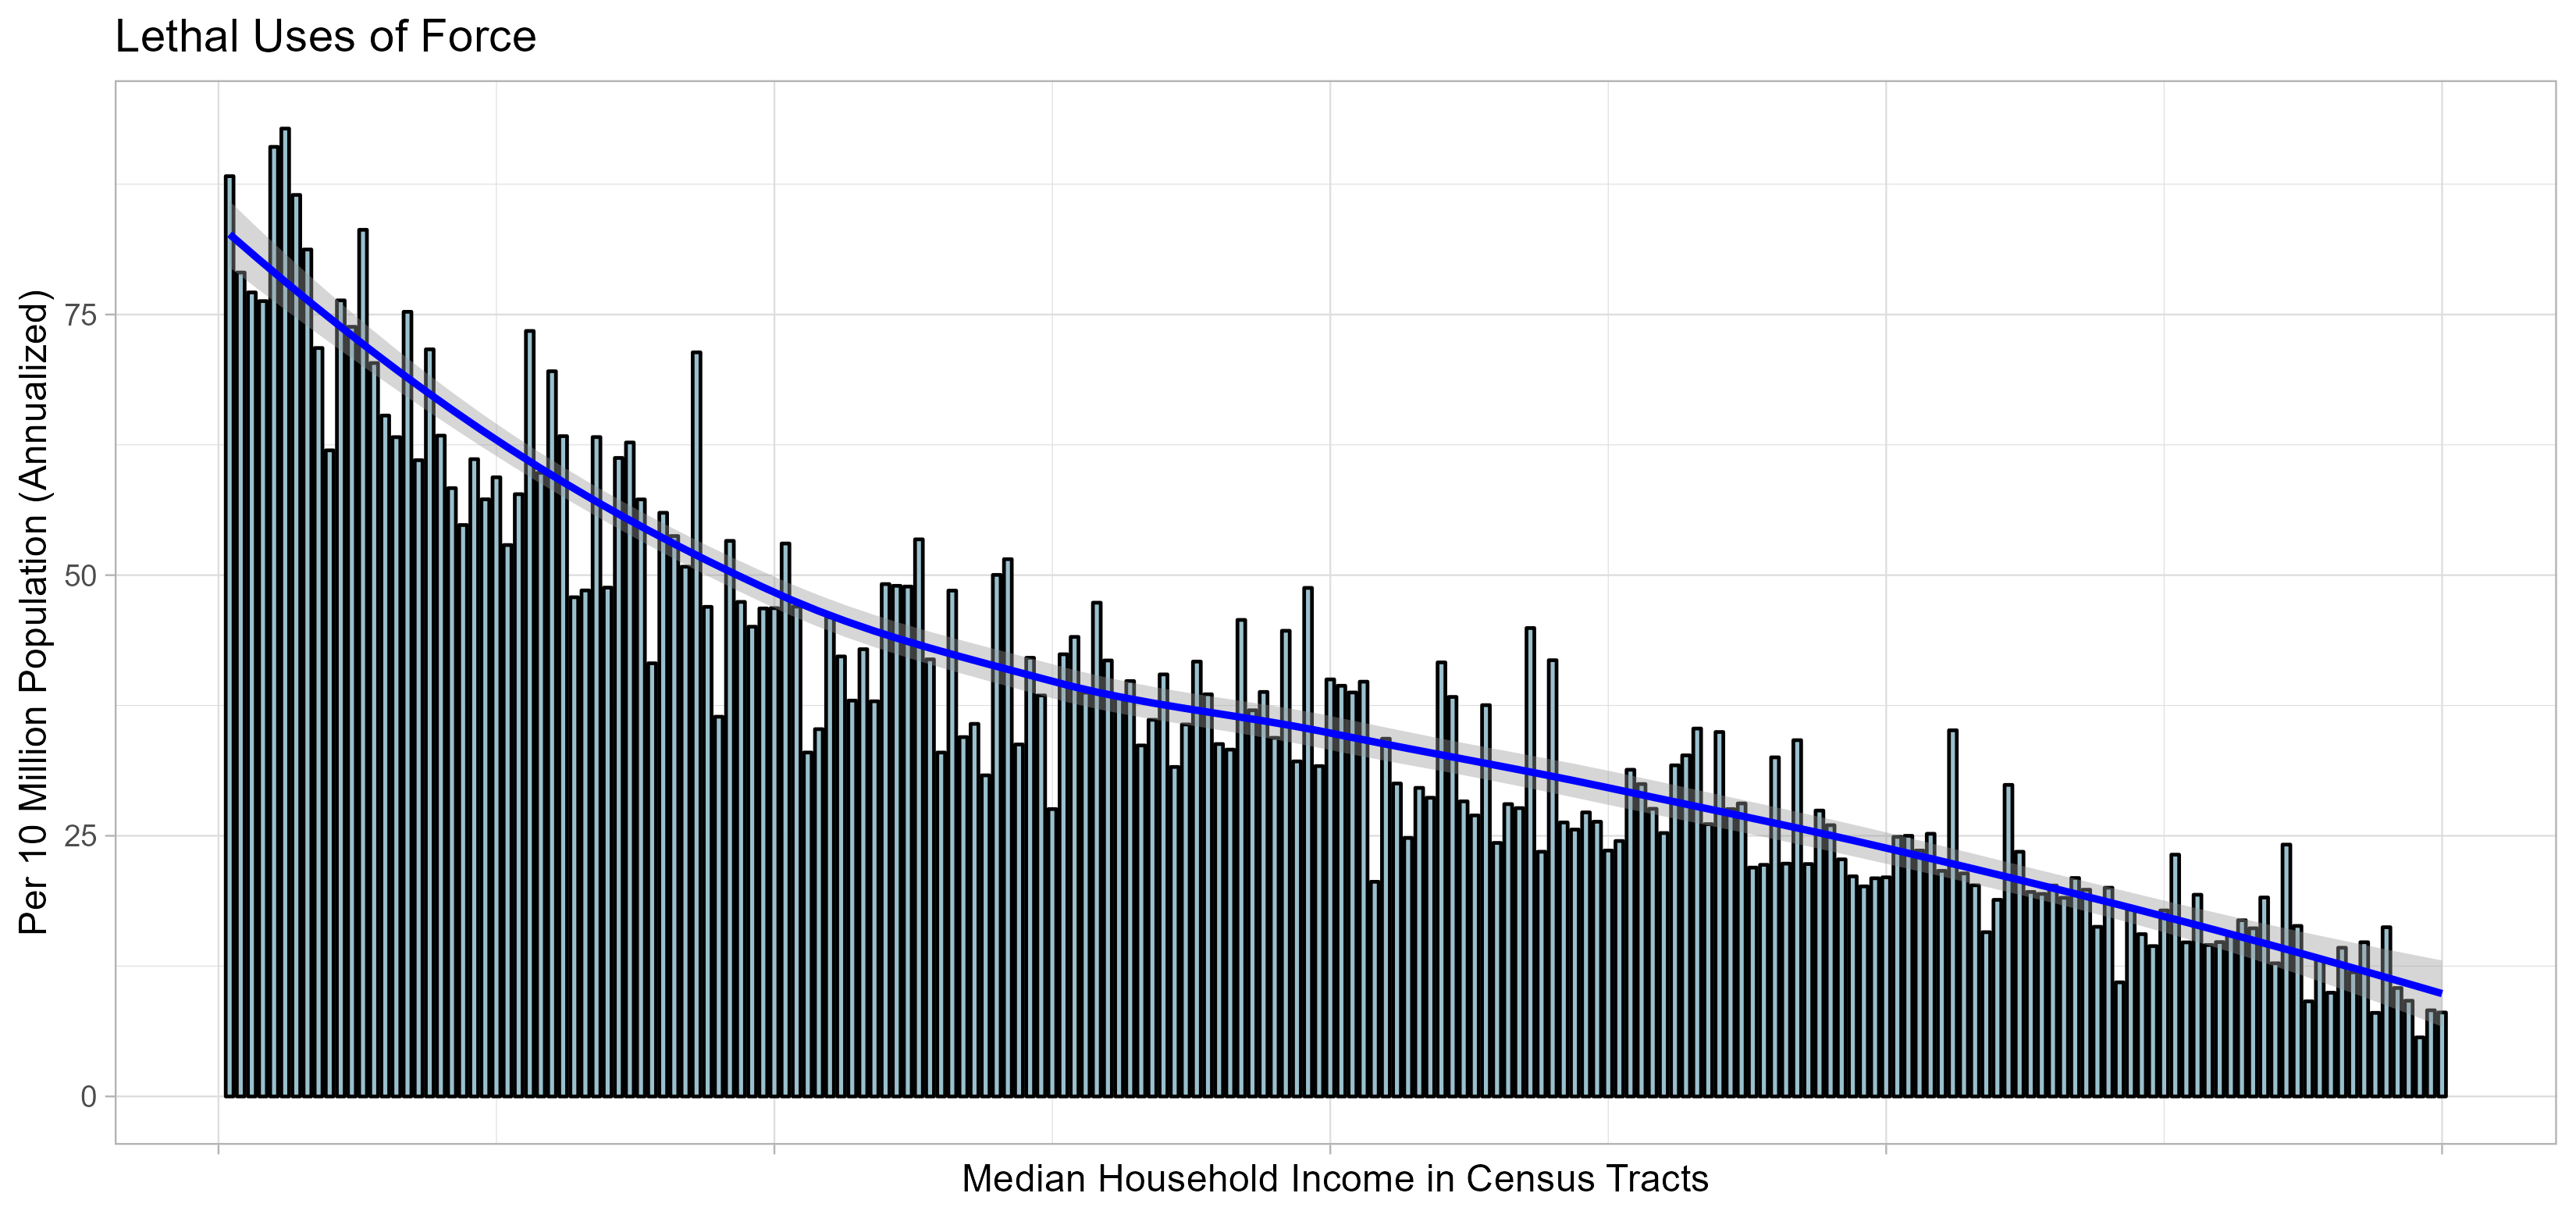 Lethal Uses of Force
Per 10 Million Population (Annualized)
75
50
25
0
Median Household Income in Census Tracts